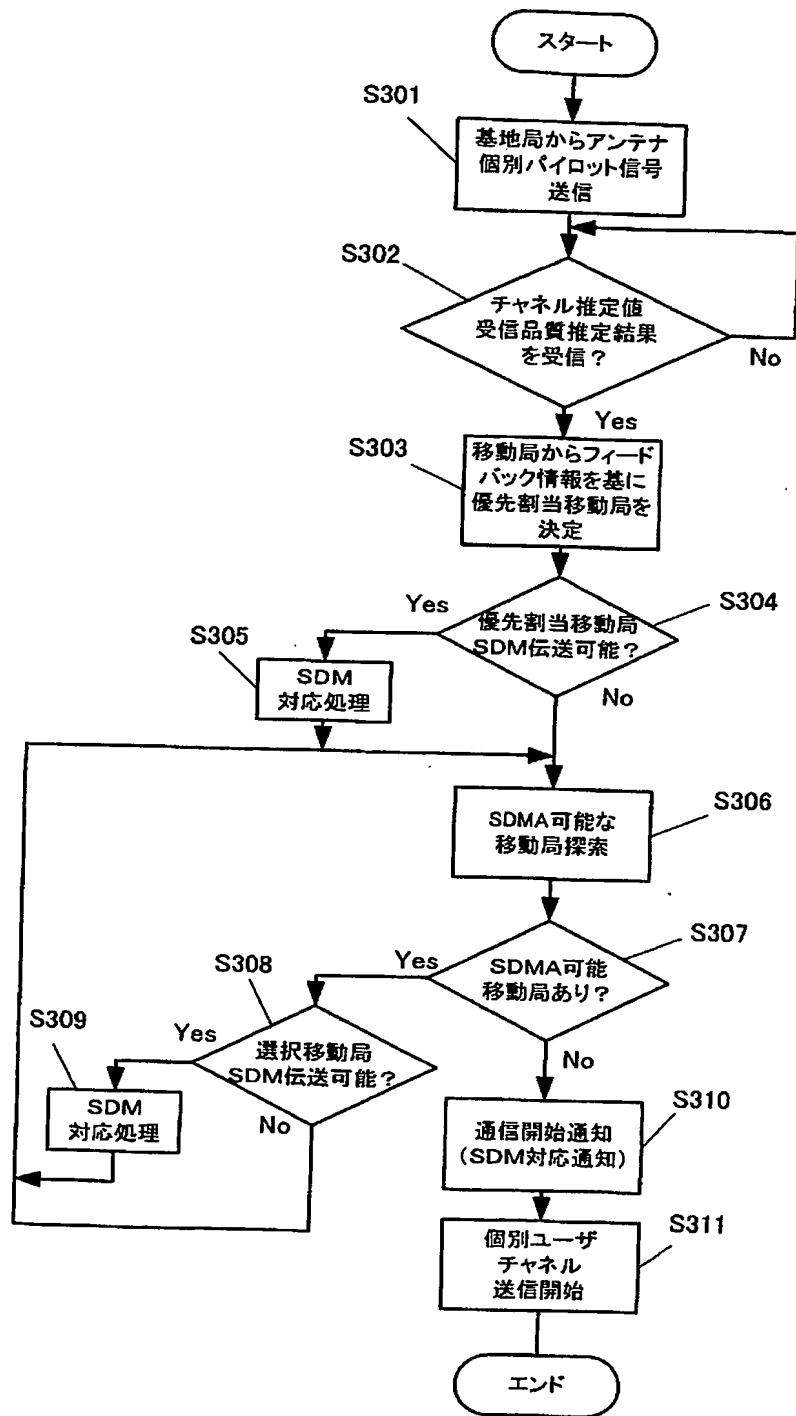 スタート
S301
基地局からアンテナ
個別パイロット信号
送信
S302
チャネル推定値
受信品質推定結果
を受信？
No
Yes
S303
移動局からフィード
バック情報を基に
優先割当移動局を
決定
Yes
S304
優先割当移動局
SDM伝送可能？
S305
SDM
対応処理
No
S306
SDMA可能な
移動局探索
S307
S308
Yes
SDMA可能
移動局あり？
S309
Yes
選択移動局
SDM伝送可能？
No
SDM
対応処理
No
S310
通信開始通知
（SDM対応通知）
S311
個別ユーザ
チャネル
送信開始
エンド